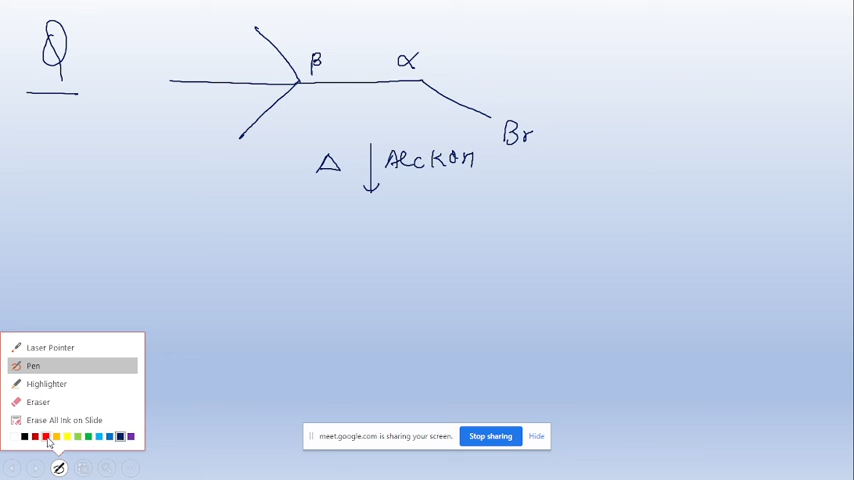 Q
β α
Br
Δ Alc KOH
Laser Pointer
Pen
Highlighter
Eraser
Erase All Ink on Slide
meet.google.com is sharing your screen. Stop sharing Hide